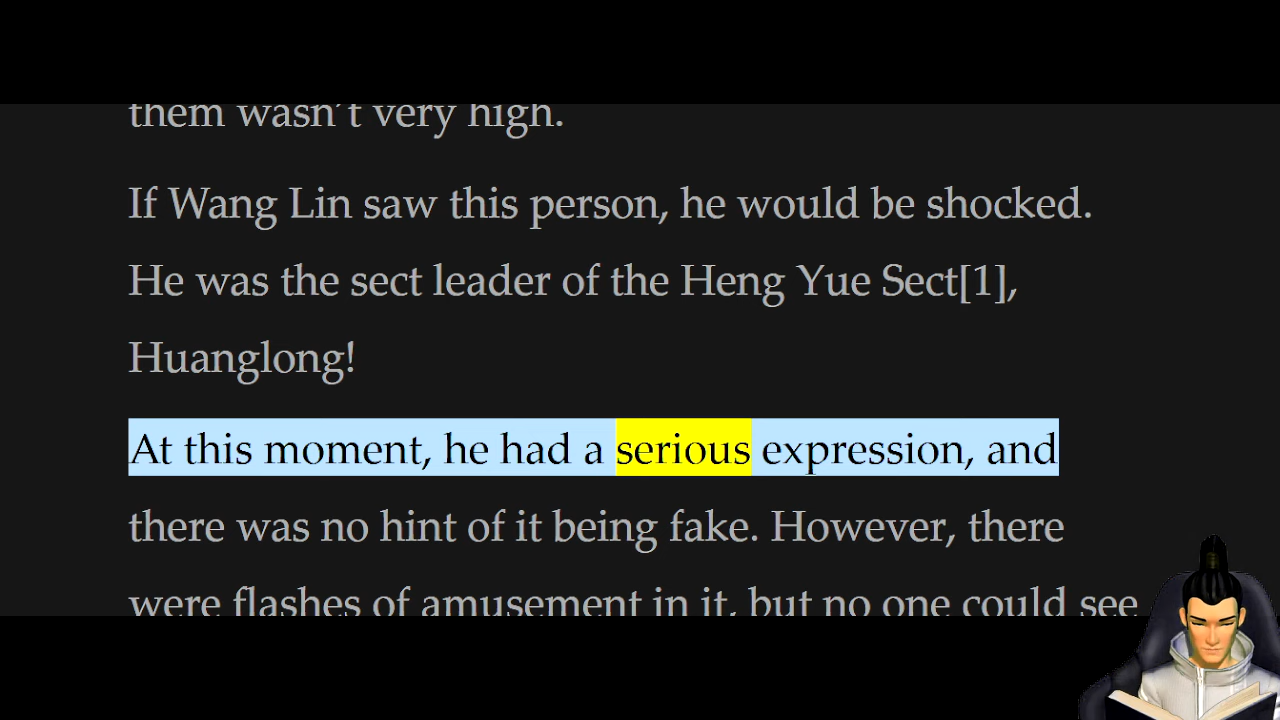 them wasn't very high.
If Wang Lin saw this person, he would be shocked.
He was the sect leader of the Heng Yue Sect[1],
Huanglong!
At this moment, he had a serious expression, and
there was no hint of it being fake. However, there
were flashes of amusement in it, but no one could see